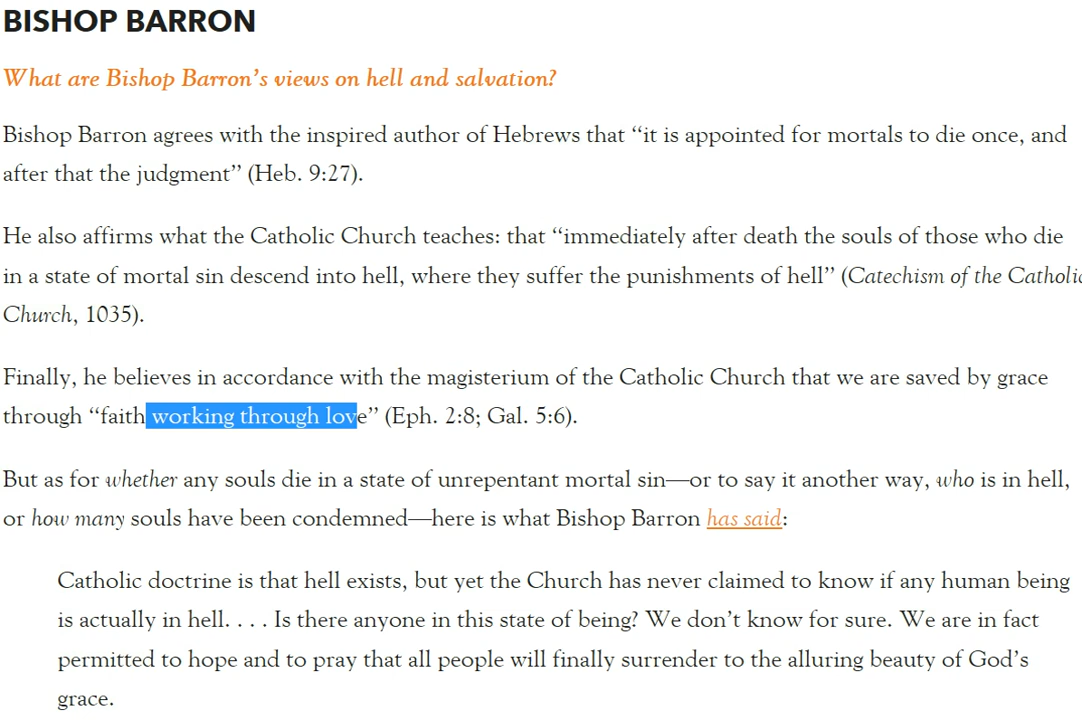 BISHOP BARRON
What are Bishop Barron’s views on hell and salvation?
Bishop Barron agrees with the inspired author of Hebrews that “it is appointed for mortals to die once, and
after that the judgment” (Heb. 9:27).
He also affirms what the Catholic Church teaches: that “immediately after death the souls of those who die
in a state of mortal sin descend into hell, where they suffer the punishments of hell” (Catechism of the Catholic
Church, 1035).
Finally, he believes in accordance with the magisterium of the Catholic Church that we are saved by grace
through “faith working through love” (Eph. 2:8; Gal. 5:6).
But as for whether any souls die in a state of unrepentant mortal sin—or to say it another way, who is in hell,
or how many souls have been condemned—here is what Bishop Barron has said:
Catholic doctrine is that hell exists, but yet the Church has never claimed to know if any human being
is actually in hell. . . . Is there anyone in this state of being? We don’t know for sure. We are in fact
permitted to hope and to pray that all people will finally surrender to the alluring beauty of God’s
grace.